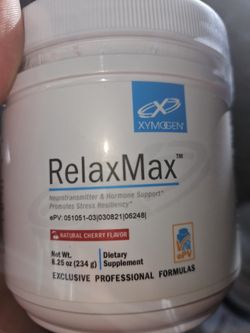 XYMOGEN®
RelaxMax™
Neurotransmitter & Hormone Support*
Promotes Stress Resiliency*
ePV: 051051-03|030821|06248|
NATURAL CHERRY FLAVOR
Net Wt. Dietary
8.25 oz (234 g) Supplement
ePV
EXCLUSIVE PROFESSIONAL FORMULAS